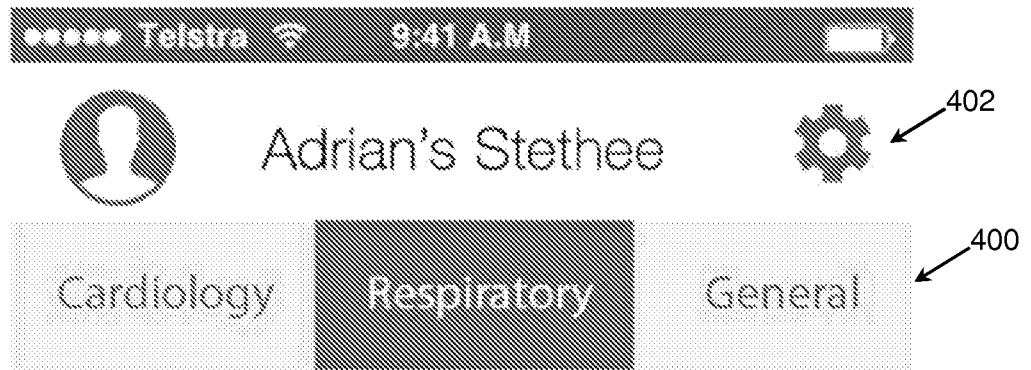 Telstra 9:41 A.M
402
Adrian's Stethee
400
Cardiology Respiratory General